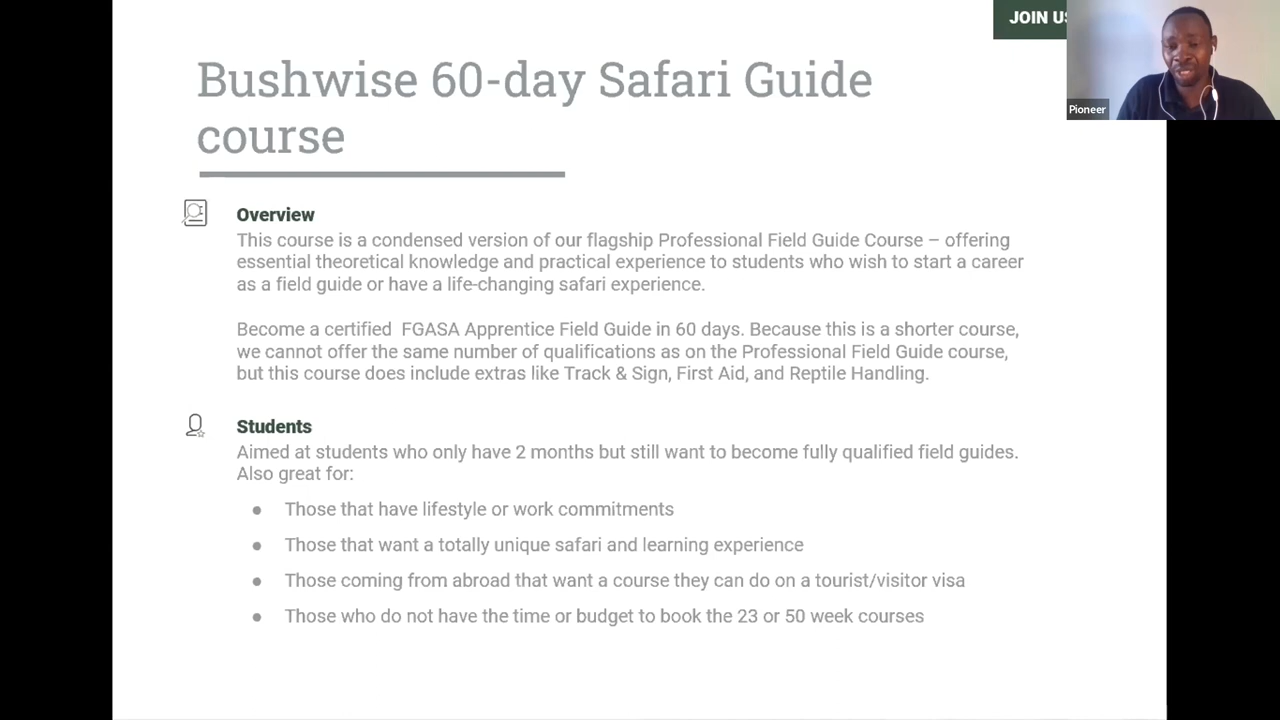 JOIN US
Pioneer
Bushwise 60-day Safari Guide
course
Overview
This course is a condensed version of our flagship Professional Field Guide Course – offering
essential theoretical knowledge and practical experience to students who wish to start a career
as a field guide or have a life-changing safari experience.
Become a certified  FGASA Apprentice Field Guide in 60 days. Because this is a shorter course,
we cannot offer the same number of qualifications as on the Professional Field Guide course,
but this course does include extras like Track & Sign, First Aid, and Reptile Handling.
Students
Aimed at students who only have 2 months but still want to become fully qualified field guides.
Also great for:
● Those that have lifestyle or work commitments
● Those that want a totally unique safari and learning experience
● Those coming from abroad that want a course they can do on a tourist/visitor visa
● Those who do not have the time or budget to book the 23 or 50 week courses